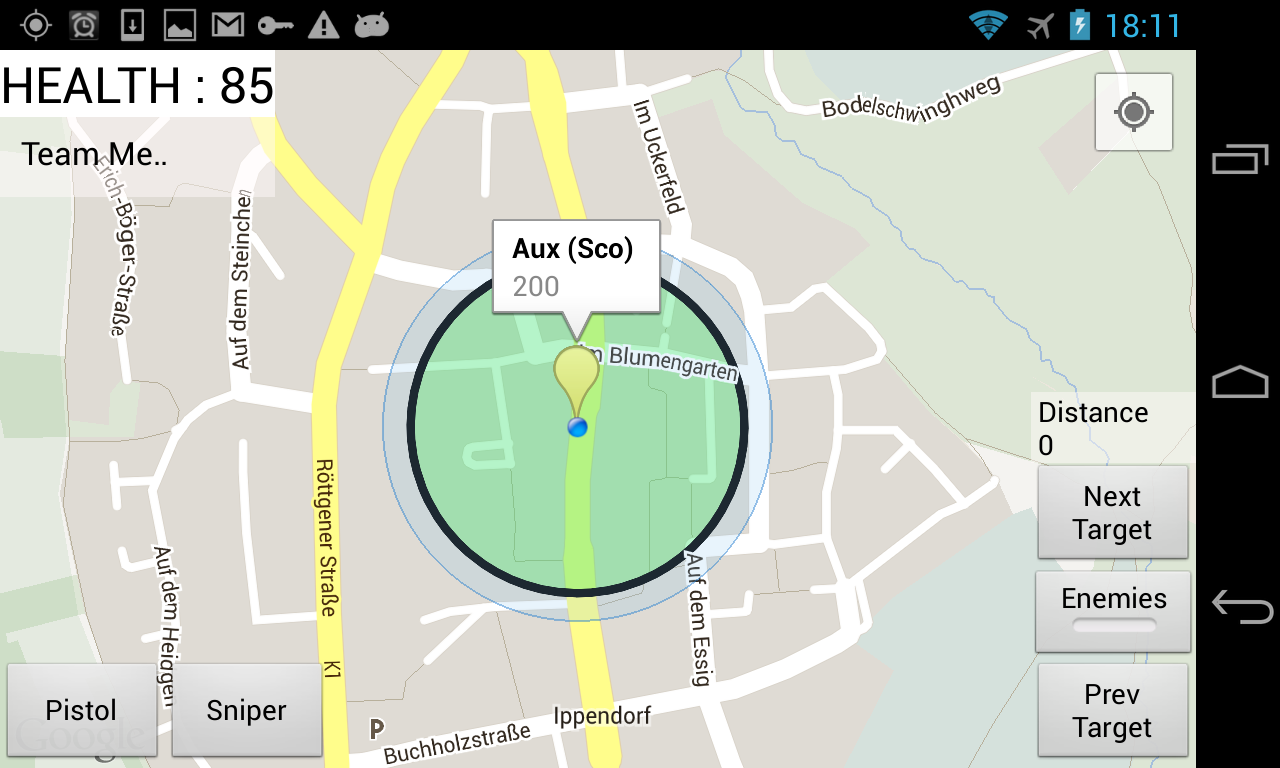 18:11
HEALTH : 85
Team Me..
Bodelschwinghweg
Im Uckerfeld
Erich-Böger-Straße
Auf dem Steinchen
Aux (Sco)
200
Im Blumengarten
Distance
0
Next
Target
Röttgener Straße
Auf dem Heidgen
Auf dem Essig
Enemies
K1
Pistol
Sniper
Prev
Target
P
Ippendorf
Buchholzstraße
Google